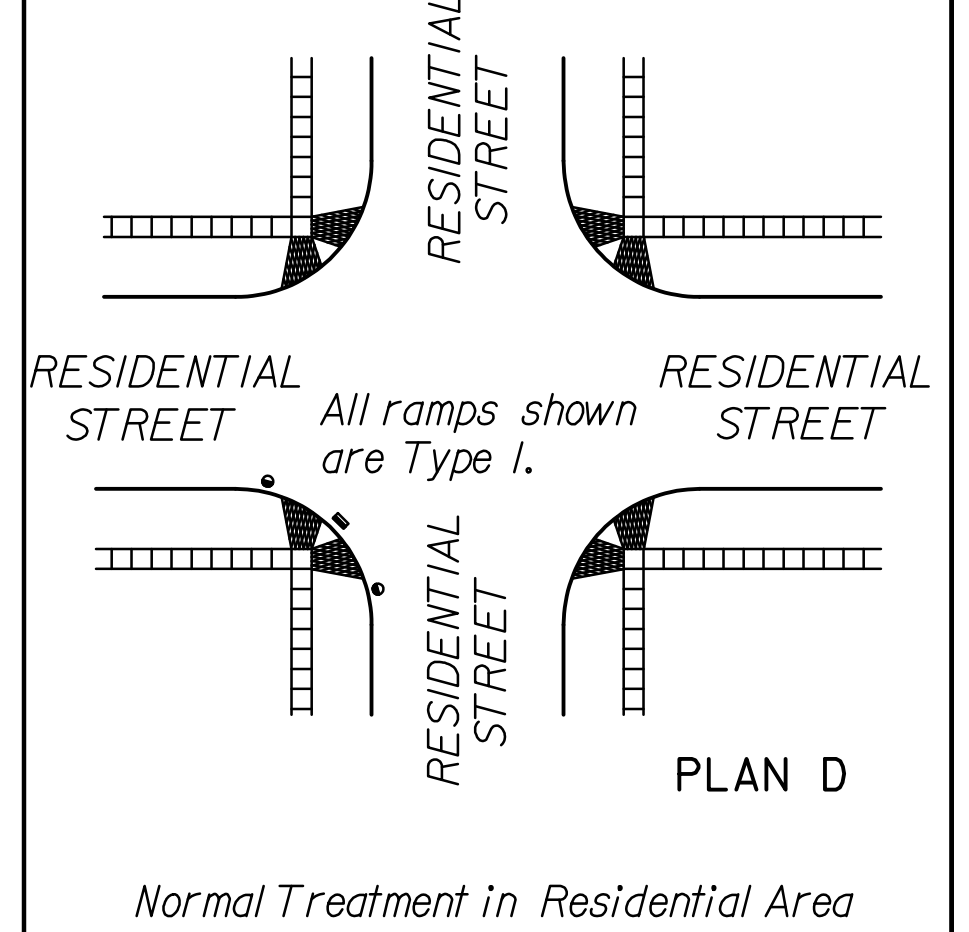 RESIDENTIAL
STREET
RESIDENTIAL
STREET
RESIDENTIAL
STREET
All ramps shown
are Type I.
RESIDENTIAL
STREET
PLAN D
Normal Treatment in Residential Area